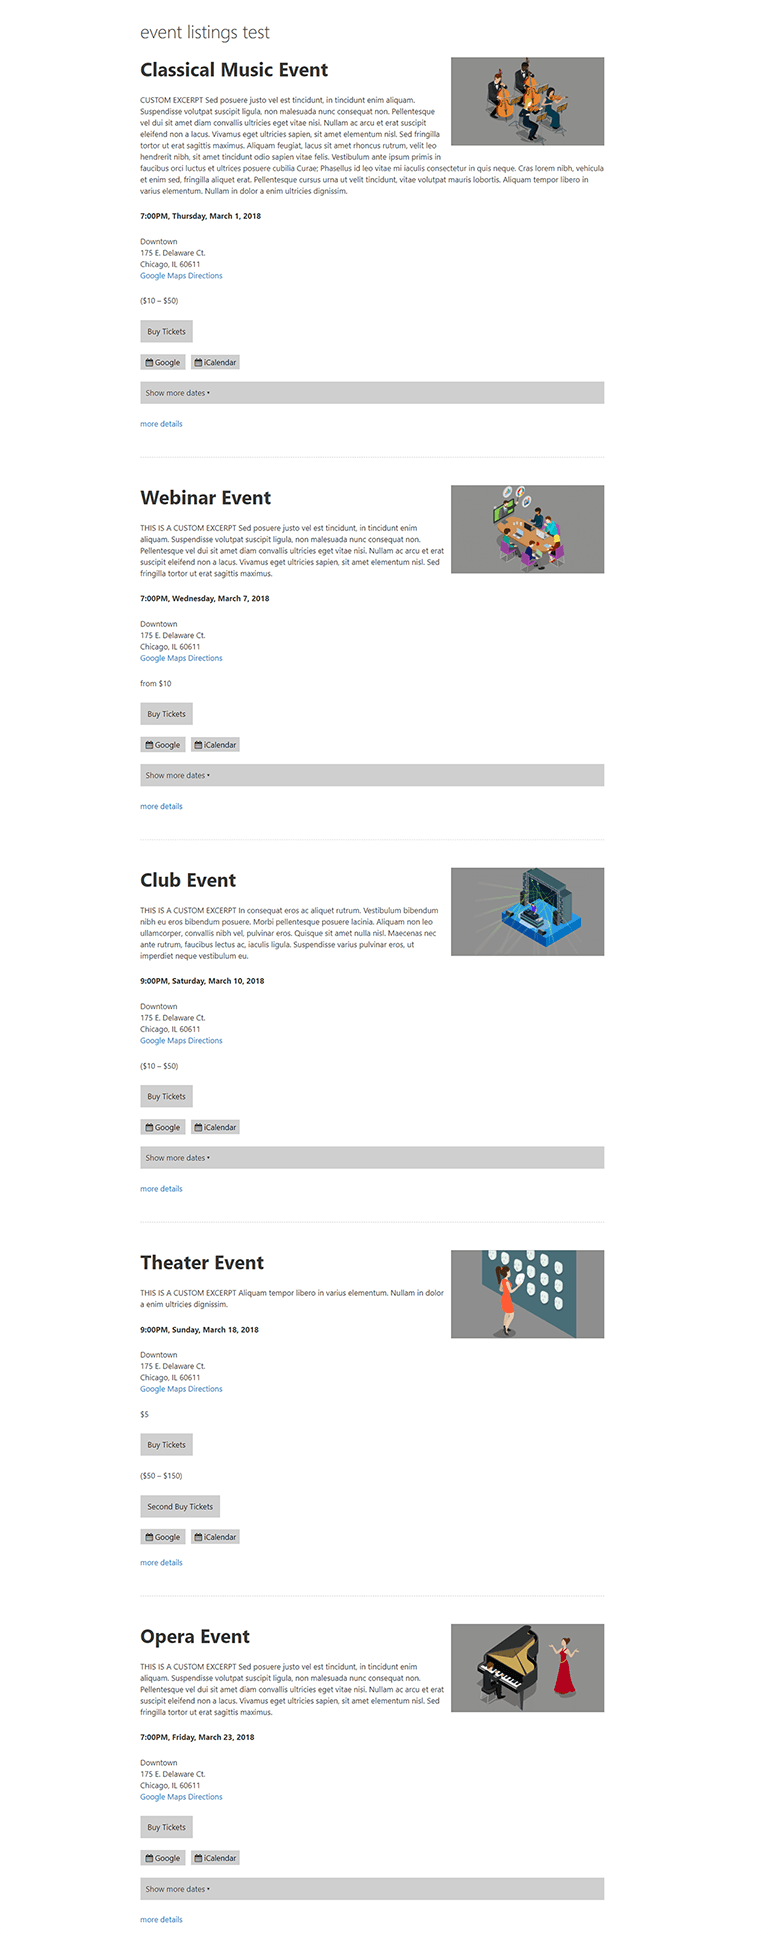 event listings test
Classical Music Event
CUSTOM EXCERPT Sed posuere justo vel est tincidunt, in tincidunt enim aliquam.
Suspendisse volutpat suscipit ligula, non malesuada nunc consequat non. Pellentesque
vel dui sit amet diam convallis ultricies eget vitae nisi. Nullam ac arcu et erat suscipit
eleifend non a lacus. Vivamus eget ultricies sapien, sit amet elementum nisl. Sed fringilla
tortor ut erat sagittis maximus. Aliquam feugiat, lacus sit amet rhoncus rutrum, velit leo
hendrerit nibh, sit amet tincidunt odio sapien vitae felis. Vestibulum ante ipsum primis in
faucibus orci luctus et ultrices posuere cubilia Curae; Phasellus id leo vitae mi iaculis consectetur in quis neque. Cras lorem nibh, vehicula
et enim sed, fringilla aliquet erat. Pellentesque cursus urna ut velit tincidunt, vitae volutpat mauris lobortis. Aliquam tempor libero in
varius elementum. Nullam in dolor a enim ultricies dignissim.
7:00PM, Thursday, March 1, 2018
Downtown
175 E. Delaware Ct.
Chicago, IL 60611
Google Maps Directions
($10 – $50)
Buy Tickets
Google iCalendar
Show more dates •
more details
Webinar Event
THIS IS A CUSTOM EXCERPT Sed posuere justo vel est tincidunt, in tincidunt enim
aliquam. Suspendisse volutpat suscipit ligula, non malesuada nunc consequat non.
Pellentesque vel dui sit amet diam convallis ultricies eget vitae nisi. Nullam ac arcu et erat
suscipit eleifend non a lacus. Vivamus eget ultricies sapien, sit amet elementum nisl. Sed
fringilla tortor ut erat sagittis maximus.
7:00PM, Wednesday, March 7, 2018
Downtown
175 E. Delaware Ct.
Chicago, IL 60611
Google Maps Directions
from $10
Buy Tickets
Google iCalendar
Show more dates •
more details
Club Event
THIS IS A CUSTOM EXCERPT In consequat eros ac aliquet rutrum. Vestibulum bibendum
nibh eu eros bibendum posuere. Morbi pellentesque posuere lacinia. Aliquam non leo
ullamcorper, convallis nibh vel, pulvinar eros. Quisque sit amet nulla nisl. Maecenas nec
ante rutrum, faucibus lectus ac, iaculis ligula. Suspendisse varius pulvinar eros, ut
imperdiet neque vestibulum eu.
9:00PM, Saturday, March 10, 2018
Downtown
175 E. Delaware Ct.
Chicago, IL 60611
Google Maps Directions
($10 – $50)
Buy Tickets
Google iCalendar
Show more dates •
more details
Theater Event
THIS IS A CUSTOM EXCERPT Aliquam tempor libero in varius elementum. Nullam in dolor
a enim ultricies dignissim.
9:00PM, Sunday, March 18, 2018
Downtown
175 E. Delaware Ct.
Chicago, IL 60611
Google Maps Directions
$5
Buy Tickets
($50 – $150)
Second Buy Tickets
Google iCalendar
more details
Opera Event
THIS IS A CUSTOM EXCERPT Sed posuere justo vel est tincidunt, in tincidunt enim
aliquam. Suspendisse volutpat suscipit ligula, non malesuada nunc consequat non.
Pellentesque vel dui sit amet diam convallis ultricies eget vitae nisi. Nullam ac arcu et erat
suscipit eleifend non a lacus. Vivamus eget ultricies sapien, sit amet elementum nisl. Sed
fringilla tortor ut erat sagittis maximus.
7:00PM, Friday, March 23, 2018
Downtown
175 E. Delaware Ct.
Chicago, IL 60611
Google Maps Directions
Buy Tickets
Google iCalendar
Show more dates •
more details